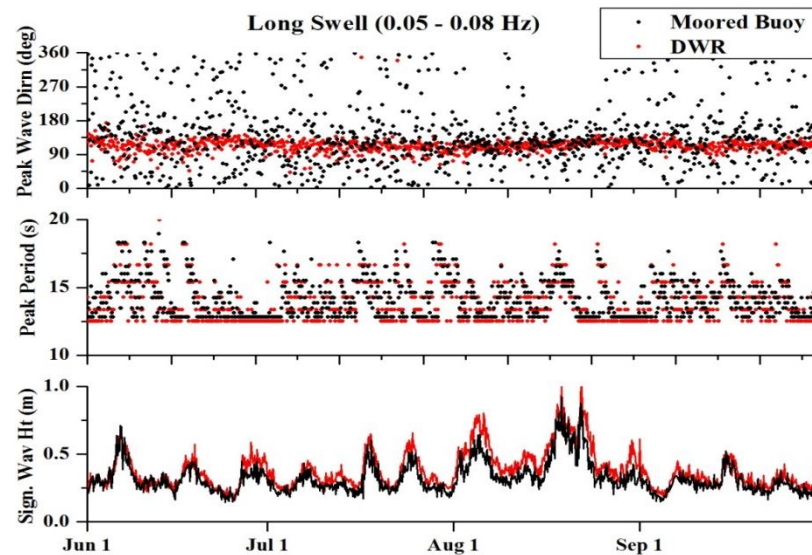 Long Swell (0.05 - 0.08 Hz)
Moored Buoy
DWR
Peak Wave Dirn (deg)
360
270
180
90
0
Peak Period (s)
20
15
10
Sign. Wav Ht (m)
1.0
0.5
0.0
Jun 1 Jul 1 Aug 1 Sep 1